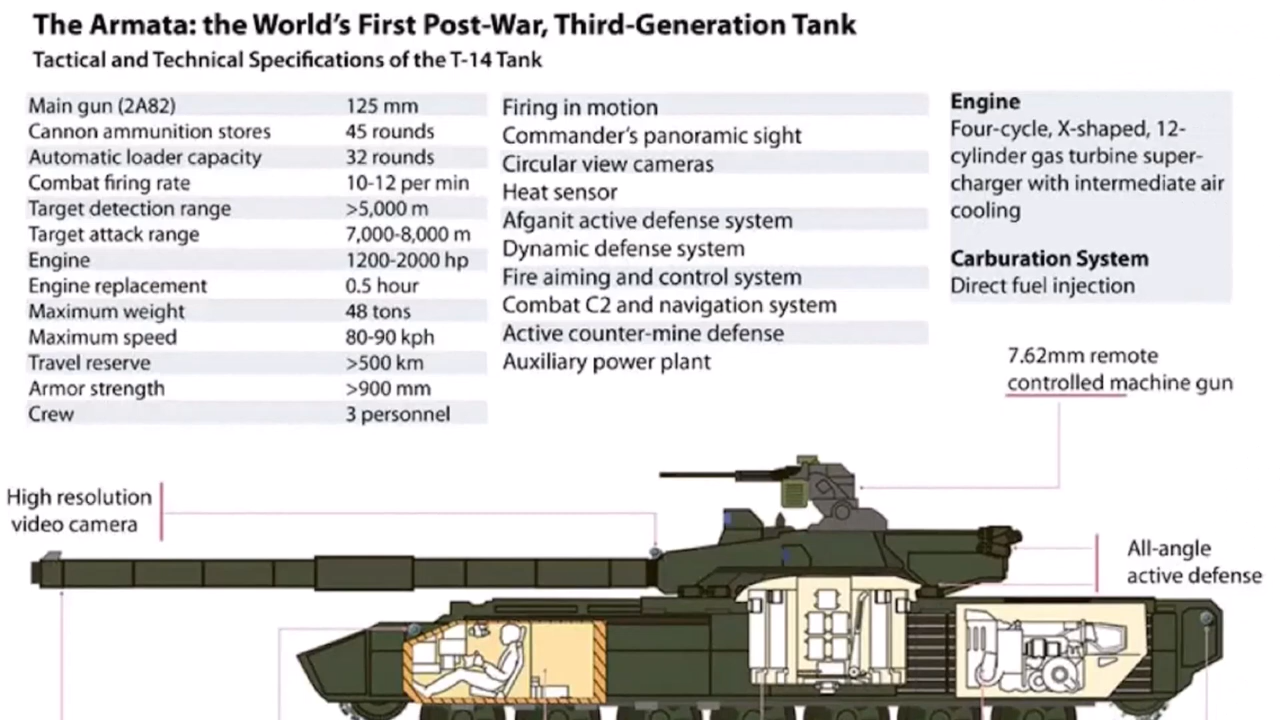 The Armata: the World's First Post-War, Third-Generation Tank
Tactical and Technical Specifications of the T-14 Tank
Main gun (2A82) 125 mm
Cannon ammunition stores 45 rounds
Automatic loader capacity 32 rounds
Combat firing rate 10-12 per min
Target detection range >5,000 m
Target attack range 7,000-8,000 m
Engine 1200-2000 hp
Engine replacement 0.5 hour
Maximum weight 48 tons
Maximum speed 80-90 kph
Travel reserve >500 km
Armor strength >900 mm
Crew 3 personnel
Firing in motion
Commander's panoramic sight
Circular view cameras
Heat sensor
Afganit active defense system
Dynamic defense system
Fire aiming and control system
Combat C2 and navigation system
Active counter-mine defense
Auxiliary power plant
Engine
Four-cycle, X-shaped, 12-
cylinder gas turbine super-
charger with intermediate air
cooling
Carburation System
Direct fuel injection
7.62mm remote
controlled machine gun
High resolution
video camera
All-angle
active defense